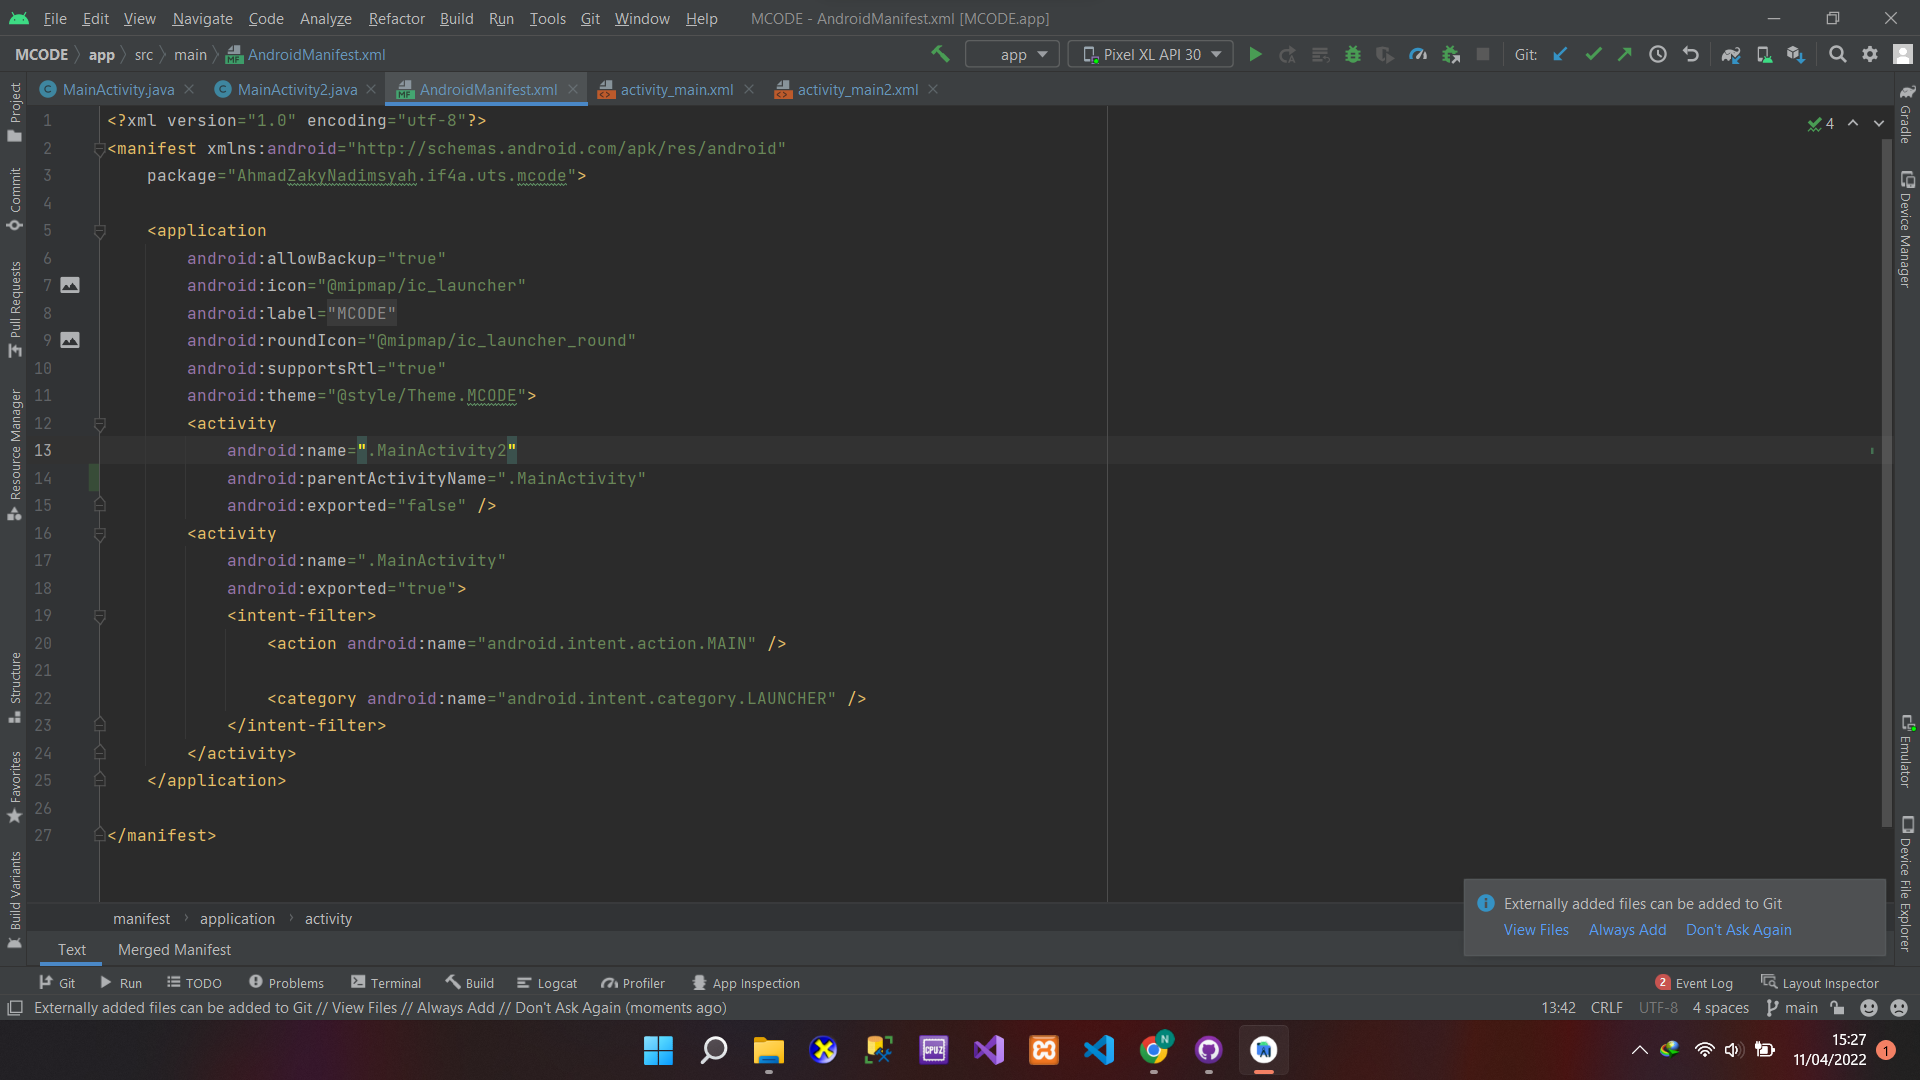 File Edit View Navigate Code Analyze Refactor Build Run Tools Git Window Help MCODE - AndroidManifest.xml [MCODE.app]
MCODE app src main AndroidManifest.xml app Pixel XL API 30 Git:
MainActivity.java MainActivity2.java AndroidManifest.xml activity_main.xml activity_main2.xml
1 <?xml version="1.0" encoding="utf-8"?>
2 <manifest xmlns:android="http://schemas.android.com/apk/res/android"
3 package="AhmadZakyNadimsyah.if4a.uts.mcode">
4
5 <application
6 android:allowBackup="true"
7 android:icon="@mipmap/ic_launcher"
8 android:label="MCODE"
9 android:roundIcon="@mipmap/ic_launcher_round"
10 android:supportsRtl="true"
11 android:theme="@style/Theme.MCODE">
12 <activity
13 android:name=".MainActivity2"
14 android:parentActivityName=".MainActivity"
15 android:exported="false" />
16 <activity
17 android:name=".MainActivity"
18 android:exported="true">
19 <intent-filter>
20 <action android:name="android.intent.action.MAIN" />
21
22 <category android:name="android.intent.category.LAUNCHER" />
23 </intent-filter>
24 </activity>
25 </application>
26
27 </manifest>
4
Project
Commit
Pull Requests
Resource Manager
Structure
Favorites
Build Variants
Gradle
Device Manager
Emulator
Device File Explorer
manifest application activity
Text Merged Manifest
Externally added files can be added to Git
View Files Always Add Don't Ask Again
Git Run TODO Problems Terminal Build Logcat Profiler App Inspection 2 Event Log Layout Inspector
Externally added files can be added to Git // View Files // Always Add // Don't Ask Again (moments ago) 13:42 CRLF UTF-8 4 spaces main
CPUZ
N
15:27
11/04/2022
1